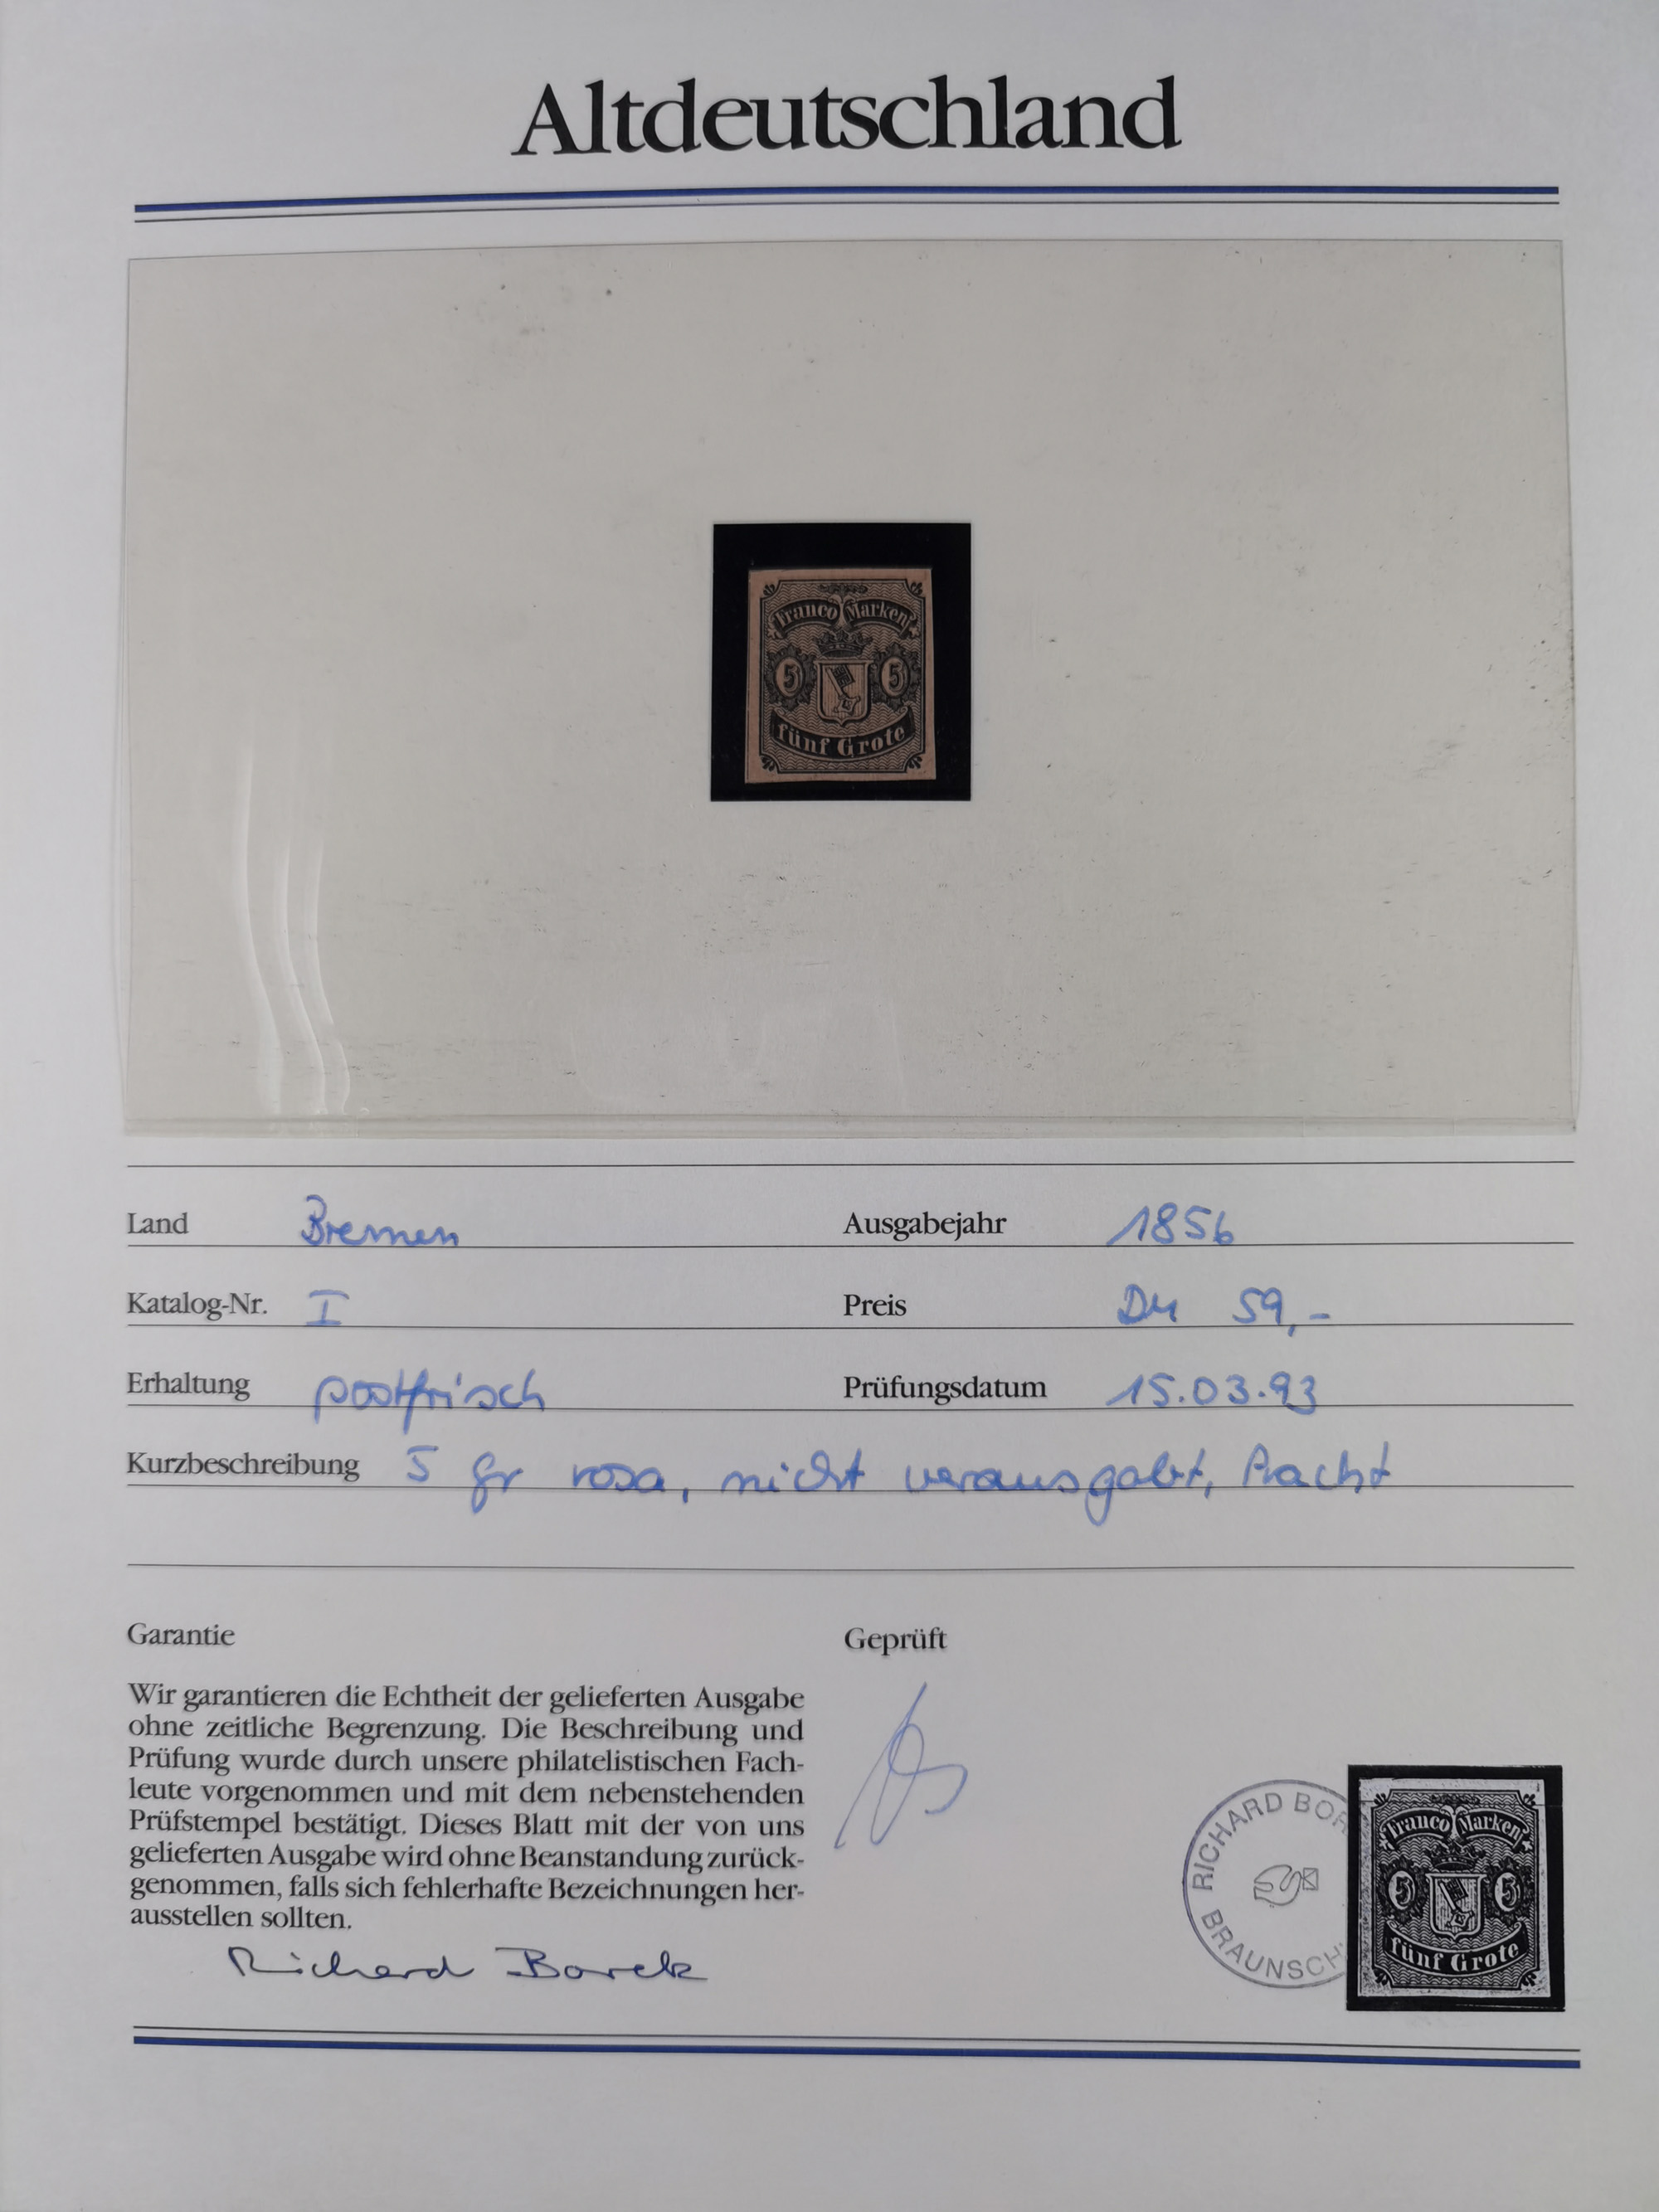 Altdeutschland
Franco Marken
5 5
fünf Grote
Land Bremen Ausgabejahr 1856
Katalog-Nr. I Preis DM 59,-
Erhaltung postfrisch Prüfungsdatum 15.03.93
Kurzbeschreibung 5 gr rosa, nicht verausgabt, Pracht
Garantie Geprüft
Wir garantieren die Echtheit der gelieferten Ausgabe
ohne zeitliche Begrenzung. Die Beschreibung und
Prüfung wurde durch unsere philatelistischen Fach-
leute vorgenommen und mit dem nebenstehenden
Prüfstempel bestätigt. Dieses Blatt mit der von uns
gelieferten Ausgabe wird ohne Beanstandung zurück-
genommen, falls sich fehlerhafte Bezeichnungen her-
ausstellen sollten.
Richard Borek
RICHARD BOR
BRAUNSCH
Franco Marken
5 5
fünf Grote